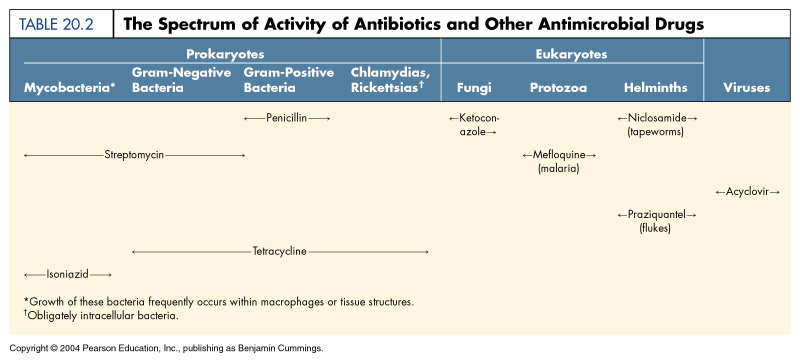 TABLE 20.2 The Spectrum of Activity of Antibiotics and Other Antimicrobial Drugs
Prokaryotes Eukaryotes
Mycobacteria* Gram-Negative Bacteria Gram-Positive Bacteria Chlamydias, Rickettsias† Fungi Protozoa Helminths Viruses
←Penicillin→ ←Ketocon- ←Niclosamide→
azole→ (tapeworms)
←Streptomycin→ ←Mefloquine→
(malaria)
←Acyclovir→
←Praziquantel→
(flukes)
←Tetracycline→
←Isoniazid→
*Growth of these bacteria frequently occurs within macrophages or tissue structures.
†Obligately intracellular bacteria.
Copyright © 2004 Pearson Education, Inc., publishing as Benjamin Cummings.